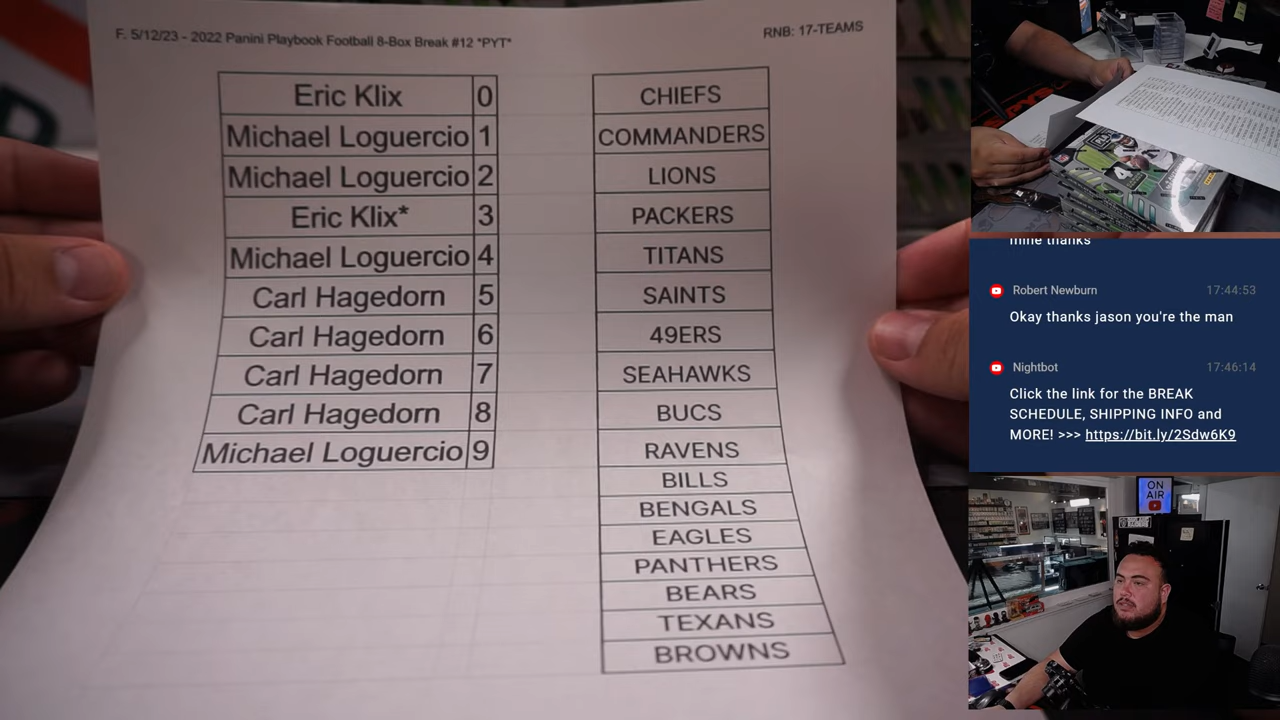 F. 5/12/23 - 2022 Panini Playbook Football 8-Box Break #12 *PYT*
RNB: 17-TEAMS
Eric Klix 0
Michael Loguercio 1
Michael Loguercio 2
Eric Klix* 3
Michael Loguercio 4
Carl Hagedorn 5
Carl Hagedorn 6
Carl Hagedorn 7
Carl Hagedorn 8
Michael Loguercio 9
CHIEFS
COMMANDERS
LIONS
PACKERS
TITANS
SAINTS
49ERS
SEAHAWKS
BUCS
RAVENS
BILLS
BENGALS
EAGLES
PANTHERS
BEARS
TEXANS
BROWNS
mine thanks
Robert Newburn 17:44:53
Okay thanks jason you're the man
Nightbot 17:46:14
Click the link for the BREAK
SCHEDULE, SHIPPING INFO and
MORE! >>> https://bit.ly/2Sdw6K9
ON
AIR